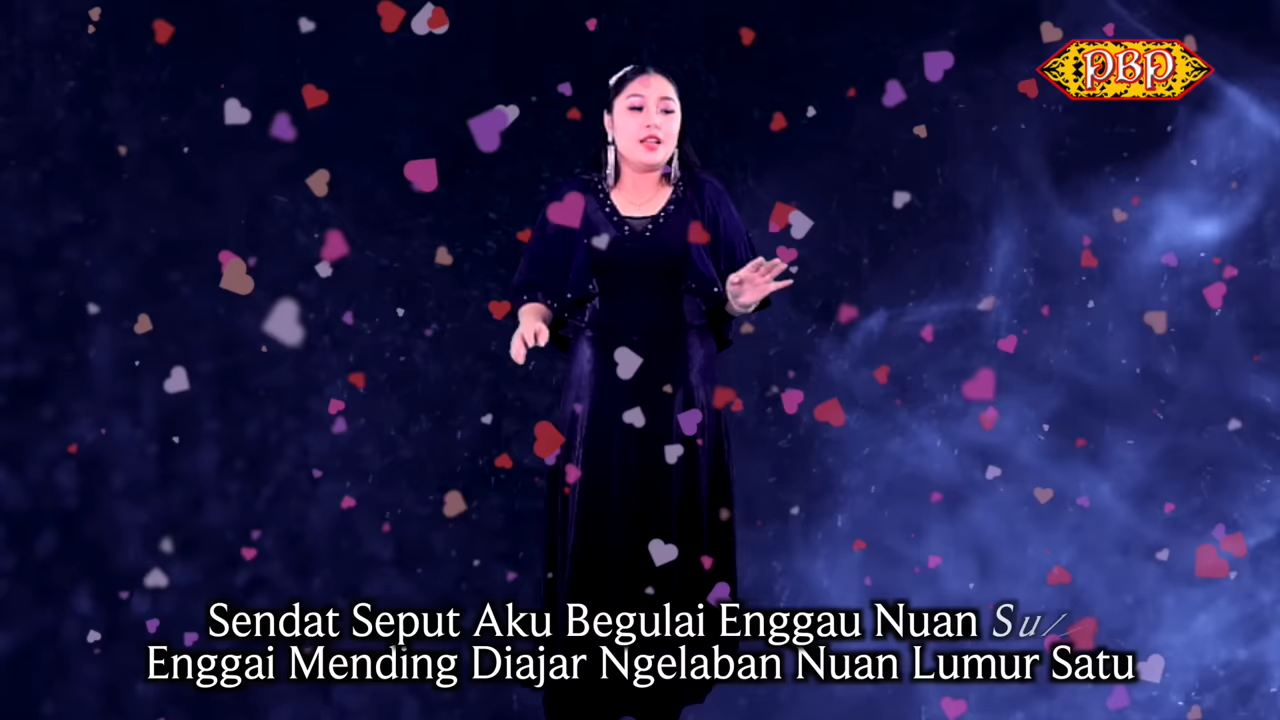 PBP
Sendat Seput Aku Begulai Enggau Nuan
Enggai Mending Diajar Ngelaban Nuan Lumur Satu